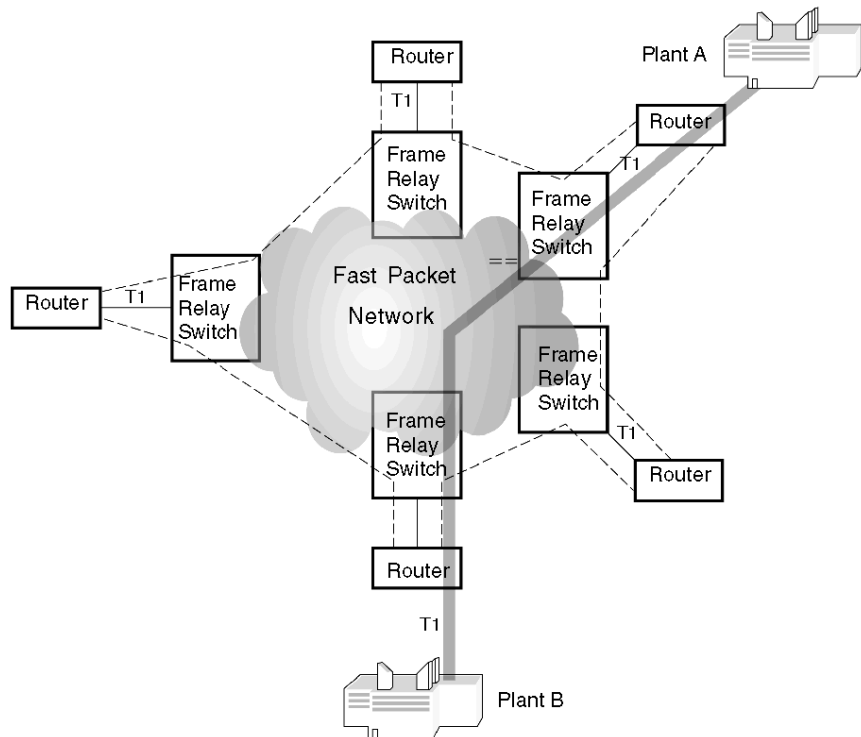 Router
Plant A
T1
Router
Frame
Relay
Switch
T1
Frame
Relay
Switch
==
Fast Packet
Network
Frame
Relay
Switch
Router
T1
Frame
Relay
Switch
T1
Router
Frame
Relay
Switch
Router
T1
Plant B